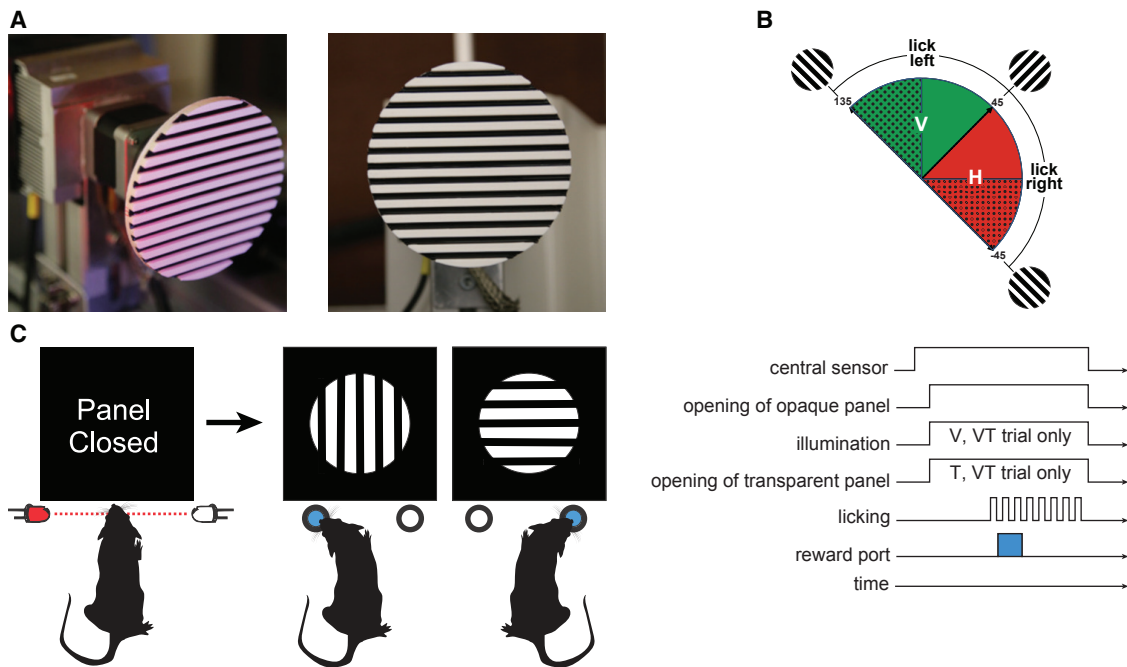 A
B
lick
left
135
45
V
H
lick
right
-45
C
Panel
Closed
central sensor
opening of opaque panel
illumination
V, VT trial only
opening of transparent panel
T, VT trial only
licking
reward port
time